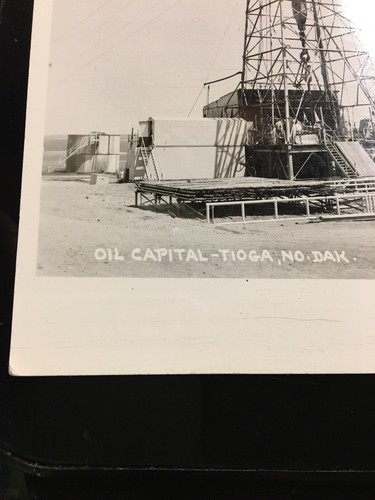 OIL CAPITAL-TIOGA, NO. DAK.